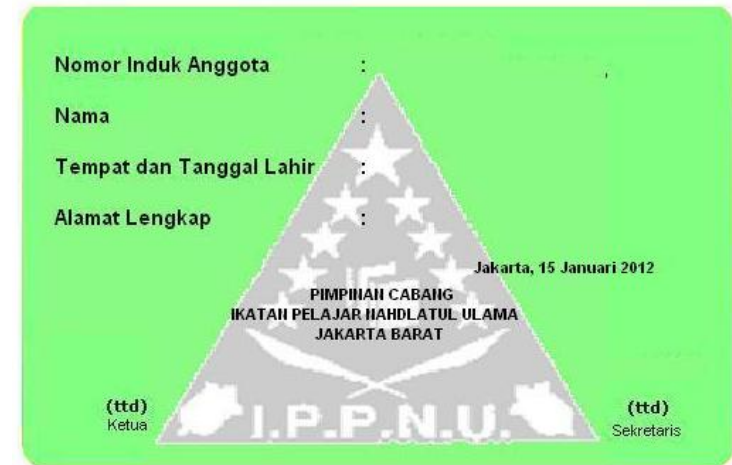 Nomor Induk Anggota :
Nama :
Tempat dan Tanggal Lahir :
Alamat Lengkap :
Jakarta, 15 Januari 2012
PIMPINAN CABANG
IKATAN PELAJAR NAHDLATUL ULAMA
JAKARTA BARAT
(ttd) (ttd)
Ketua Sekretaris
I.P.P.N.U.